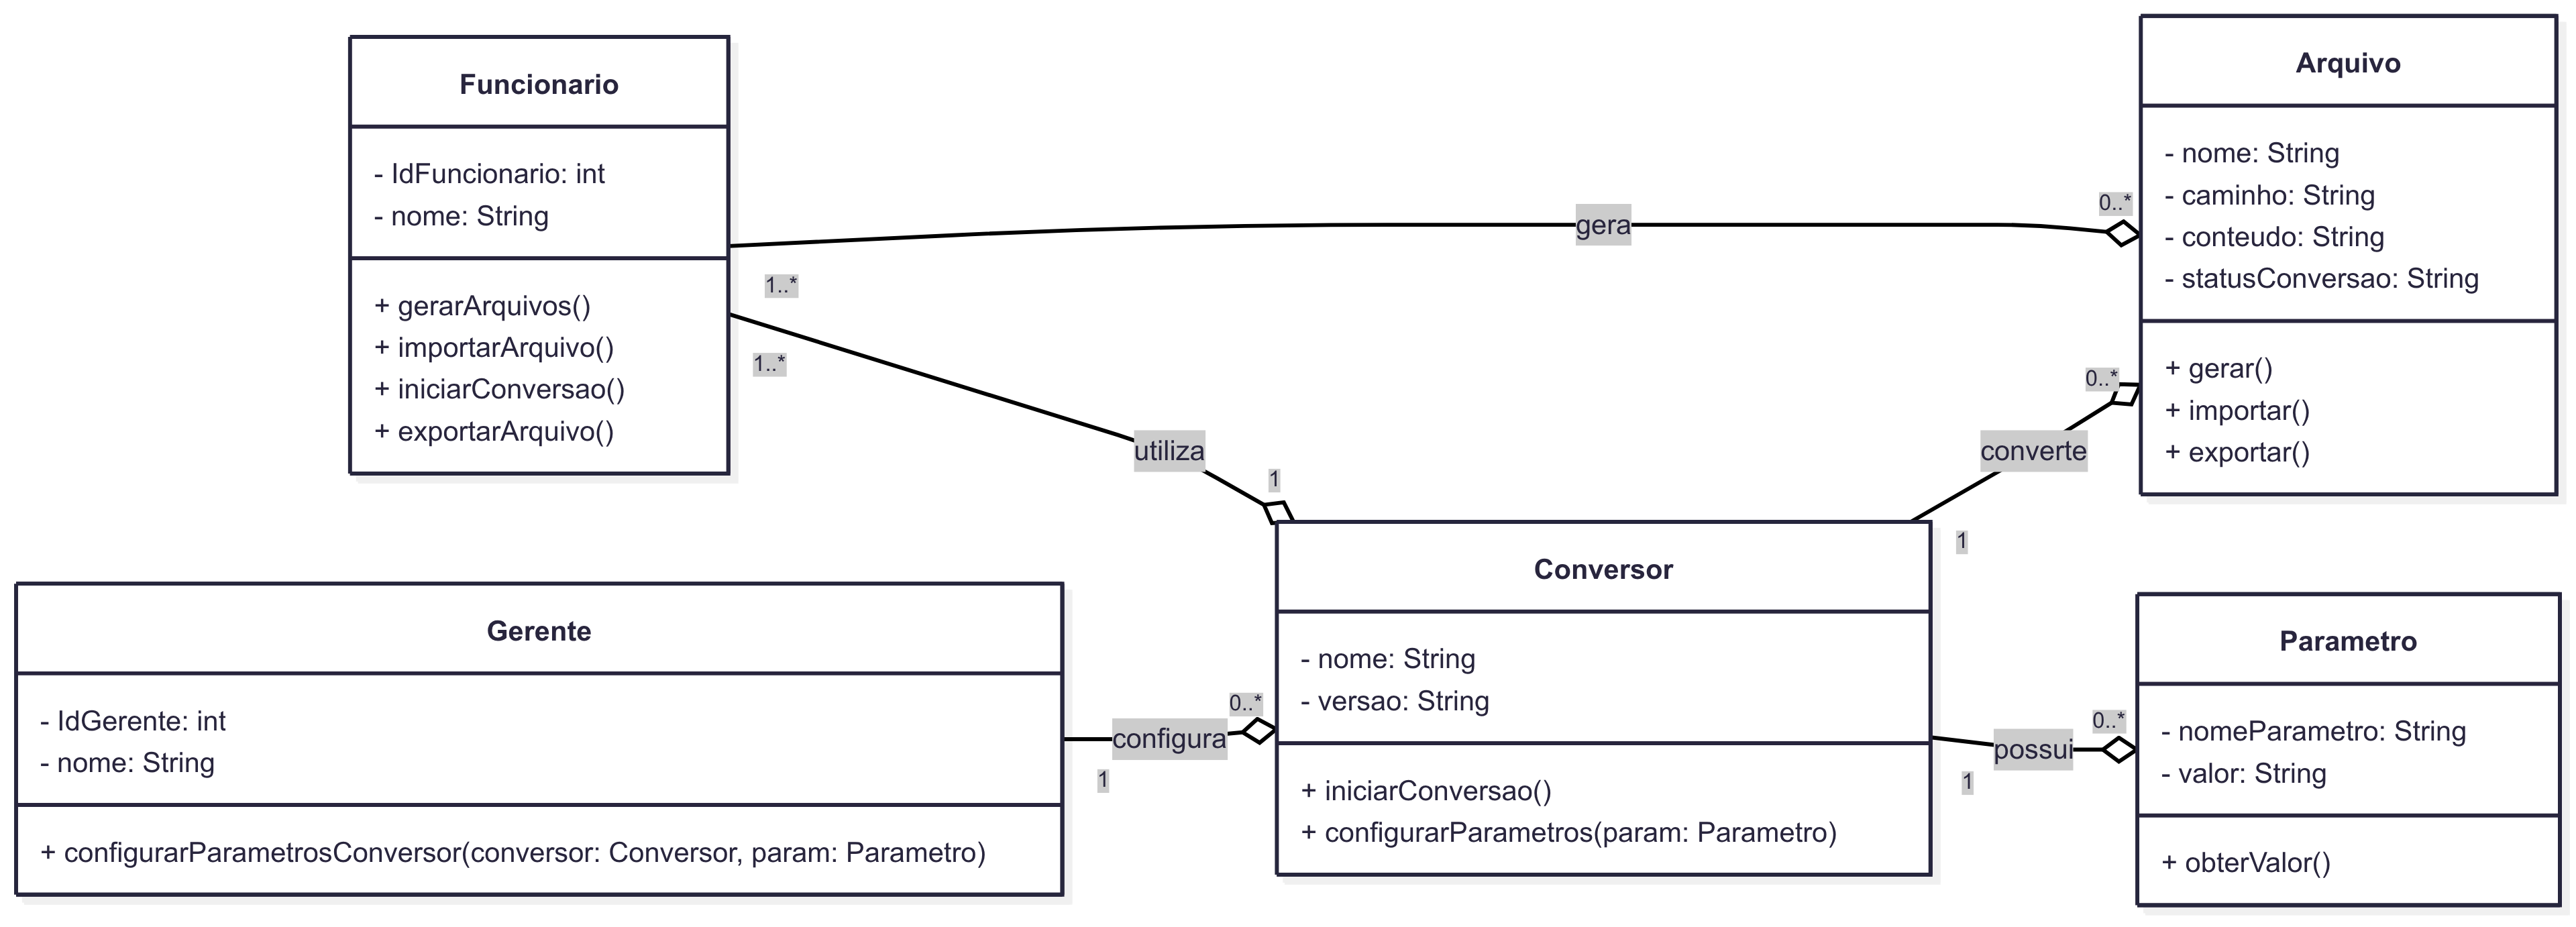 Funcionario
- IdFuncionario: int
- nome: String
+ gerarArquivos()
+ importarArquivo()
+ iniciarConversao()
+ exportarArquivo()
1..*
gera
0..*
Arquivo
- nome: String
- caminho: String
- conteudo: String
- statusConversao: String
+ gerar()
+ importar()
+ exportar()
1..*
utiliza
1
0..*
converte
1
Gerente
- IdGerente: int
- nome: String
+ configurarParametrosConversor(conversor: Conversor, param: Parametro)
1
configura
0..*
Conversor
- nome: String
- versao: String
+ iniciarConversao()
+ configurarParametros(param: Parametro)
1
possui
0..*
Parametro
- nomeParametro: String
- valor: String
+ obterValor()